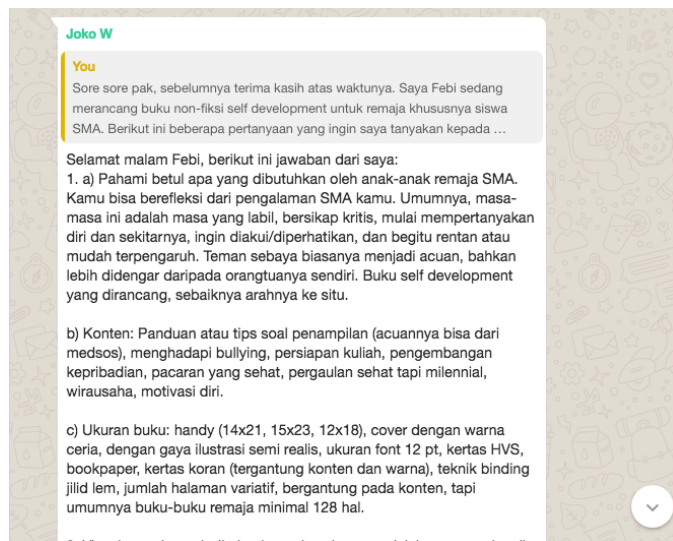 Joko W
You
Sore sore pak, sebelumnya terima kasih atas waktunya. Saya Febi sedang
merancang buku non-fiksi self development untuk remaja khususnya siswa
SMA. Berikut ini beberapa pertanyaan yang ingin saya tanyakan kepada ...
Selamat malam Febi, berikut ini jawaban dari saya:
1. a) Pahami betul apa yang dibutuhkan oleh anak-anak remaja SMA.
Kamu bisa berefleksi dari pengalaman SMA kamu. Umumnya, masa-
masa ini adalah masa yang labil, bersikap kritis, mulai mempertanyakan
diri dan sekitarnya, ingin diakui/diperhatikan, dan begitu rentan atau
mudah terpengaruh. Teman sebaya biasanya menjadi acuan, bahkan
lebih didengar daripada orangtuanya sendiri. Buku self development
yang dirancang, sebaiknya arahnya ke situ.
b) Konten: Panduan atau tips soal penampilan (acuannya bisa dari
medsos), menghadapi bullying, persiapan kuliah, pengembangan
kepribadian, pacaran yang sehat, pergaulan sehat tapi milennial,
wirausaha, motivasi diri.
c) Ukuran buku: handy (14x21, 15x23, 12x18), cover dengan warna
ceria, dengan gaya ilustrasi semi realis, ukuran font 12 pt, kertas HVS,
bookpaper, kertas koran (tergantung konten dan warna), teknik binding
jilid lem, jumlah halaman variatif, bergantung pada konten, tapi
umumnya buku-buku remaja minimal 128 hal.